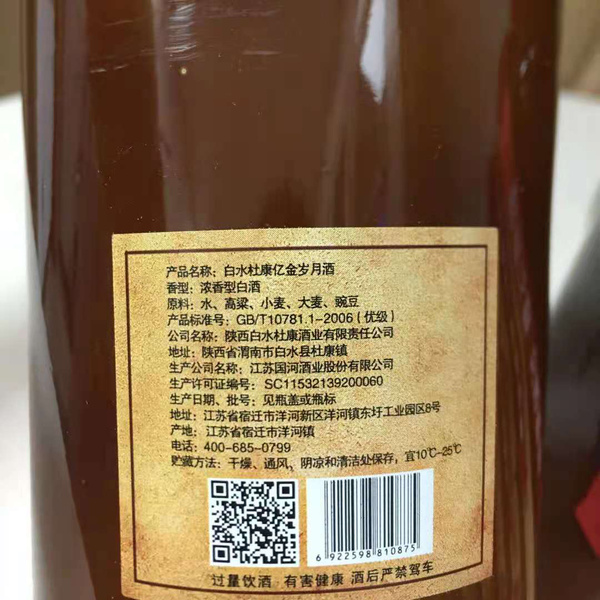 产品名称：白水杜康亿金岁月酒
香型：浓香型白酒
原料：水、高粱、小麦、大麦、豌豆
产品标准号：GB/T10781.1-2006（优级）
公司名称：陕西白水杜康酒业有限责任公司
地址：陕西省渭南市白水县杜康镇
生产公司名称：江苏国河酒业股份有限公司
生产许可证编号：SC11532139200060
生产日期、批号：见瓶盖或瓶标
地址：江苏省宿迁市洋河新区洋河镇东圩工业园区8号
产地：江苏省宿迁市洋河镇
电话：400-685-0799
贮藏方法：干燥、通风、阴凉和清洁处保存，宜10℃-25℃
6 922598 810875
过量饮酒 有害健康 酒后严禁驾车